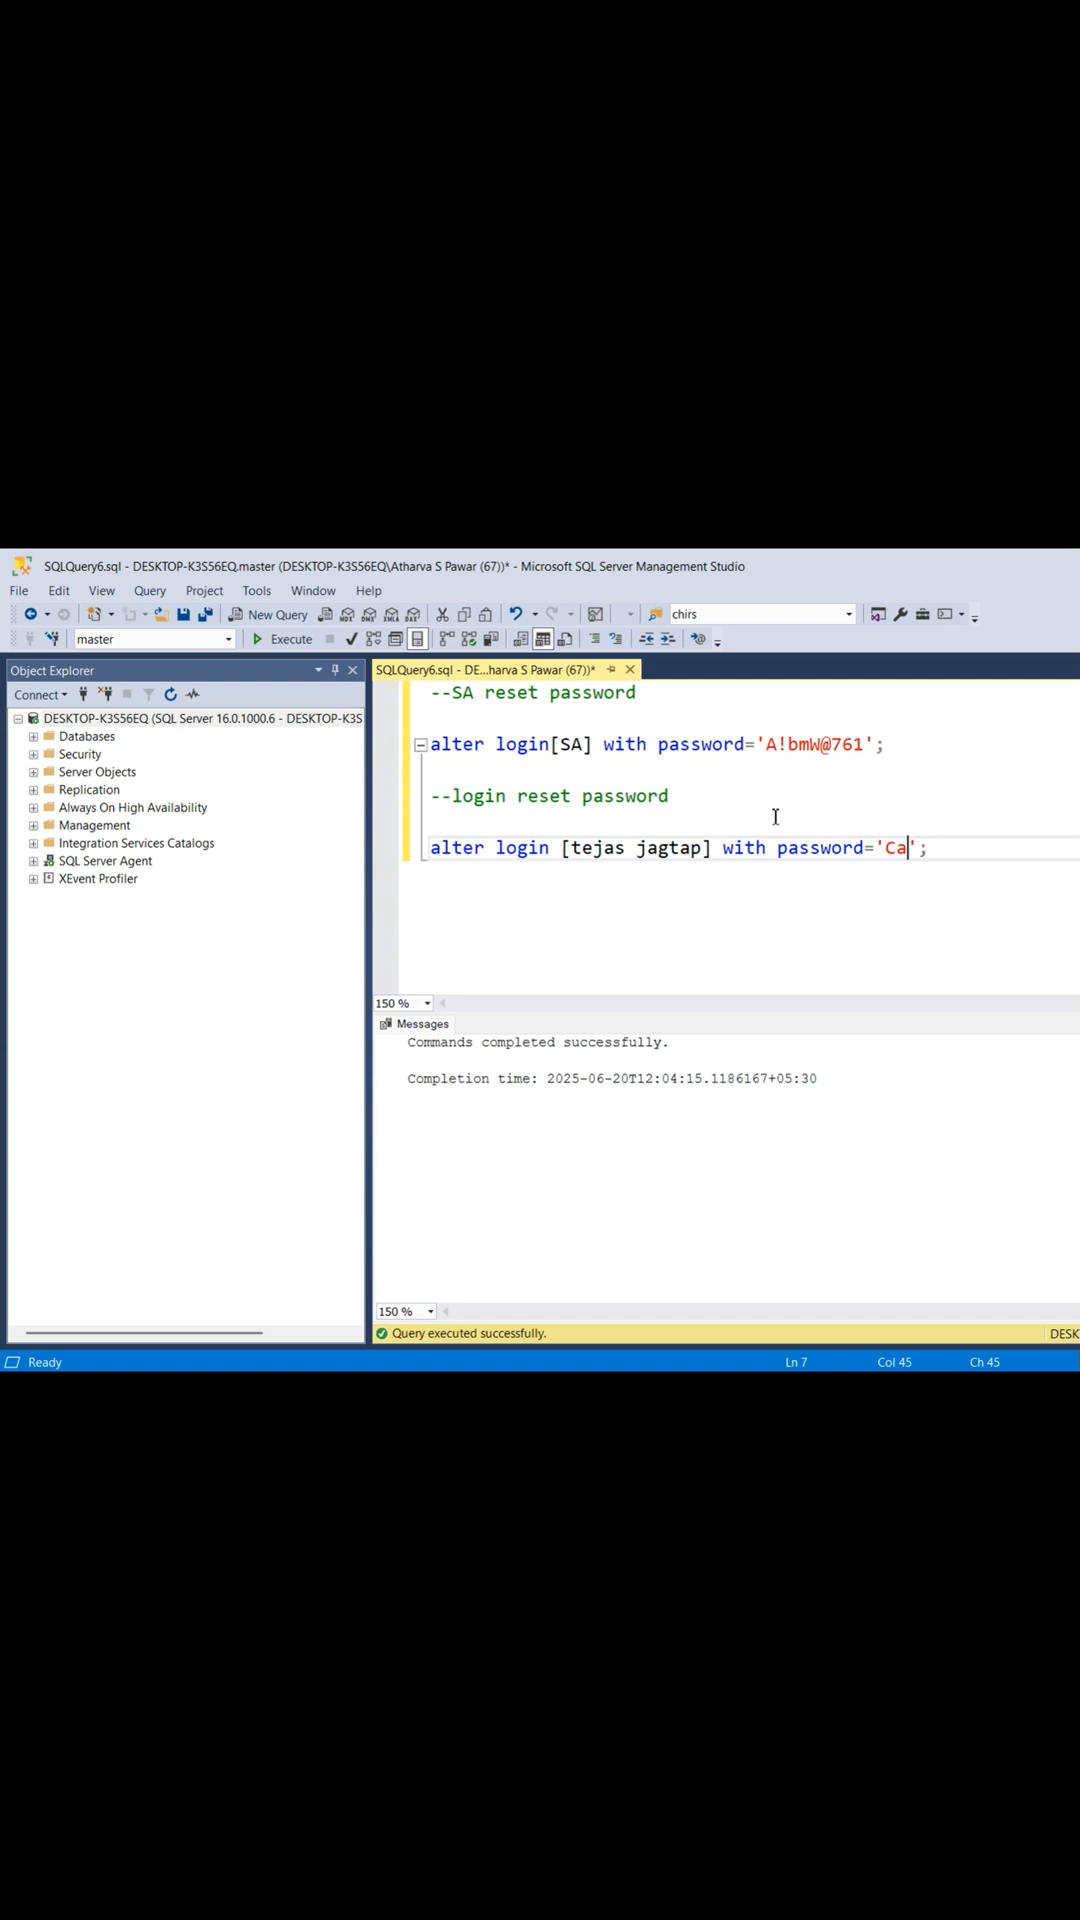 SQLQuery6.sql - DESKTOP-K3S56EQ.master (DESKTOP-K3S56EQ\Atharva S Pawar (67))* - Microsoft SQL Server Management Studio
File Edit View Query Project Tools Window Help
New Query MDX DMX XMLA DAX chirs
master Execute
Object Explorer
SQLQuery6.sql - DE...harva S Pawar (67))*
Connect
DESKTOP-K3S56EQ (SQL Server 16.0.1000.6 - DESKTOP-K3S
Databases
Security
Server Objects
Replication
Always On High Availability
Management
Integration Services Catalogs
SQL Server Agent
XEvent Profiler
--SA reset password
alter login[SA] with password='A!bmW@761';
--login reset password
alter login [tejas jagtap] with password='Ca';
150 %
Messages
Commands completed successfully.
Completion time: 2025-06-20T12:04:15.1186167+05:30
150 %
Query executed successfully. DESK
Ready Ln 7 Col 45 Ch 45